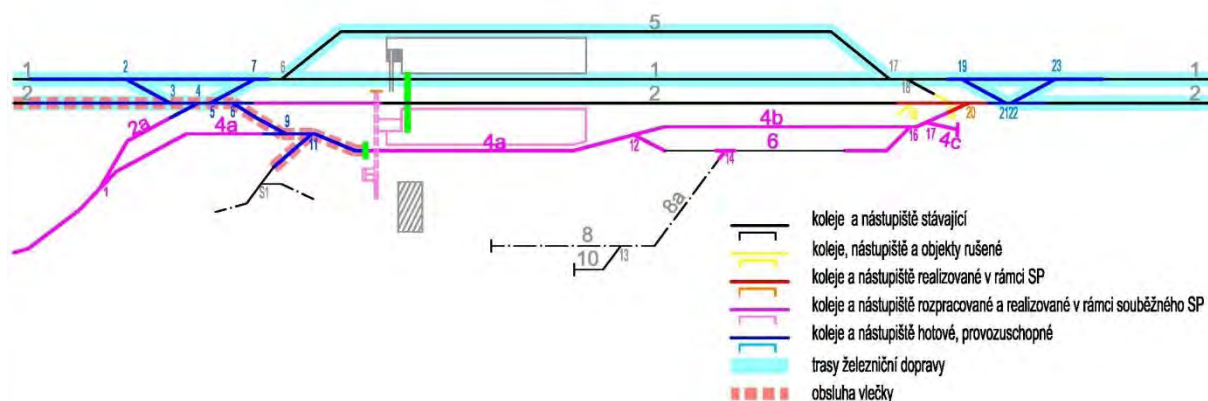 5
1 2 7 6 1 17 18 19 23 1
2 3 4 5 6 2 20 2122 2
2a 4a 9 11 4b 16 17 4c
1 S1 4a 12 6 14
8a
8
10 13
koleje a nástupiště stávající
koleje, nástupiště a objekty rušené
koleje a nástupiště realizované v rámci SP
koleje a nástupiště rozpracované a realizované v rámci souběžného SP
koleje a nástupiště hotové, provozuschopné
trasy železniční dopravy
obsluha vlečky